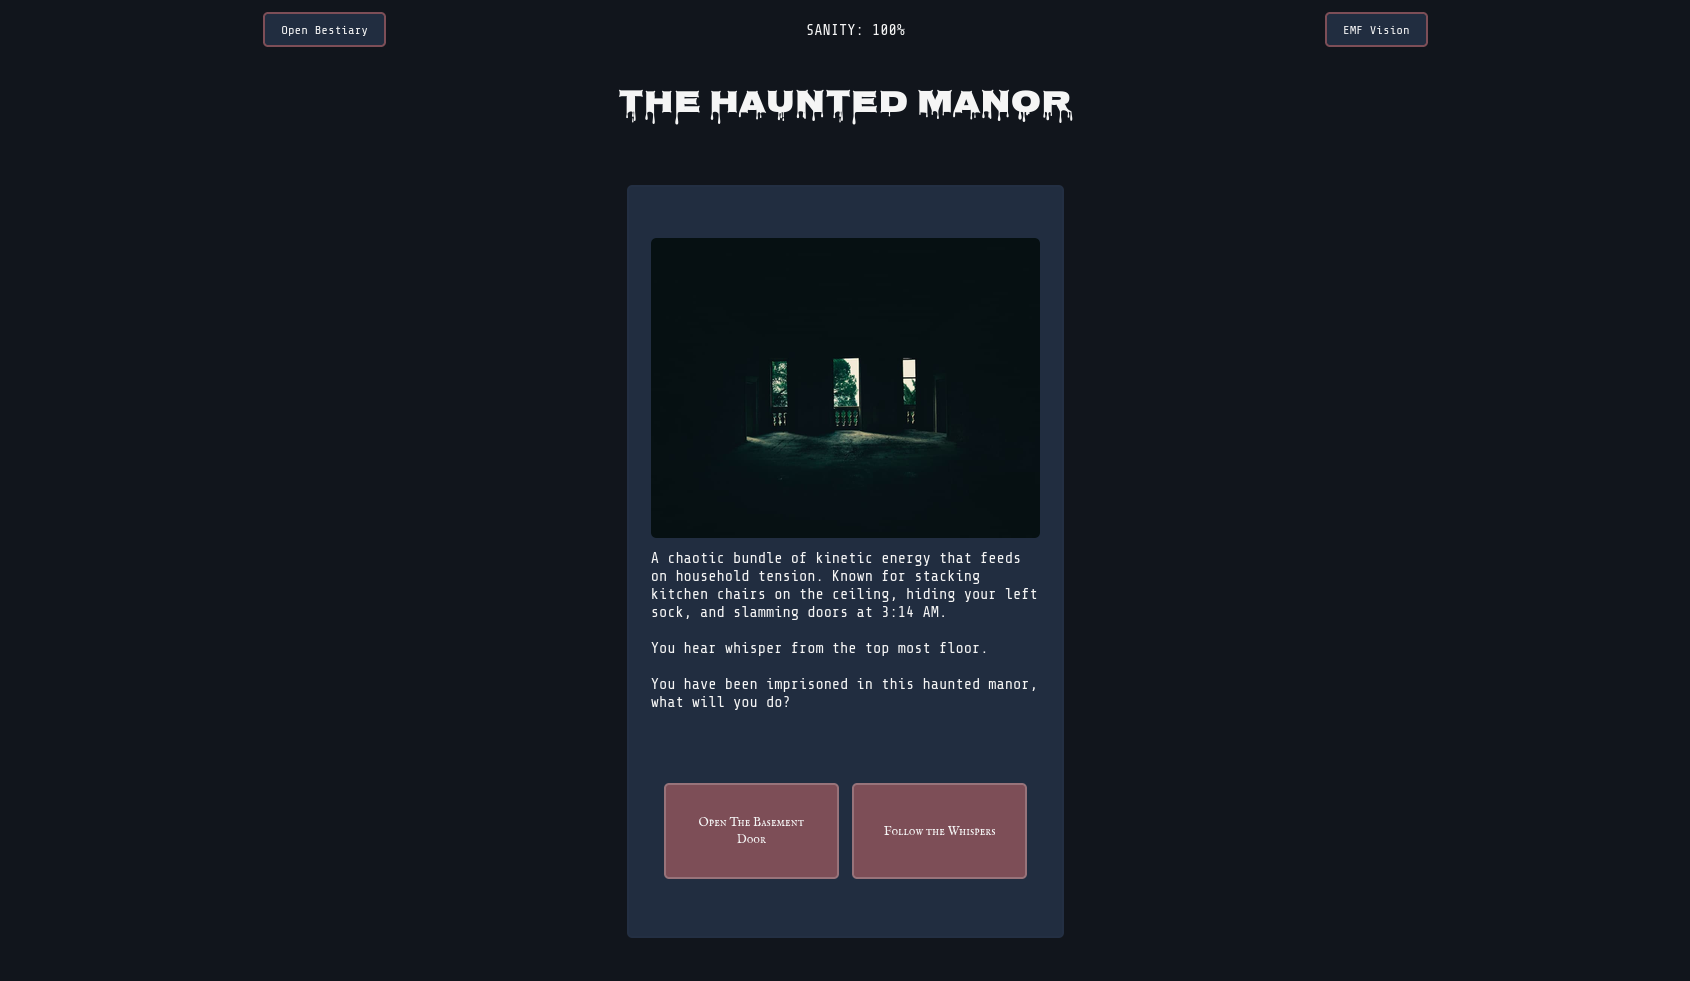 Open Bestiary
SANITY: 100%
EMF Vision
THE HAUNTED MANOR
A chaotic bundle of kinetic energy that feeds
on household tension. Known for stacking
kitchen chairs on the ceiling, hiding your left
sock, and slamming doors at 3:14 AM.
You hear whisper from the top most floor.
You have been imprisoned in this haunted manor,
what will you do?
Open The Basement
Door
Follow the Whispers